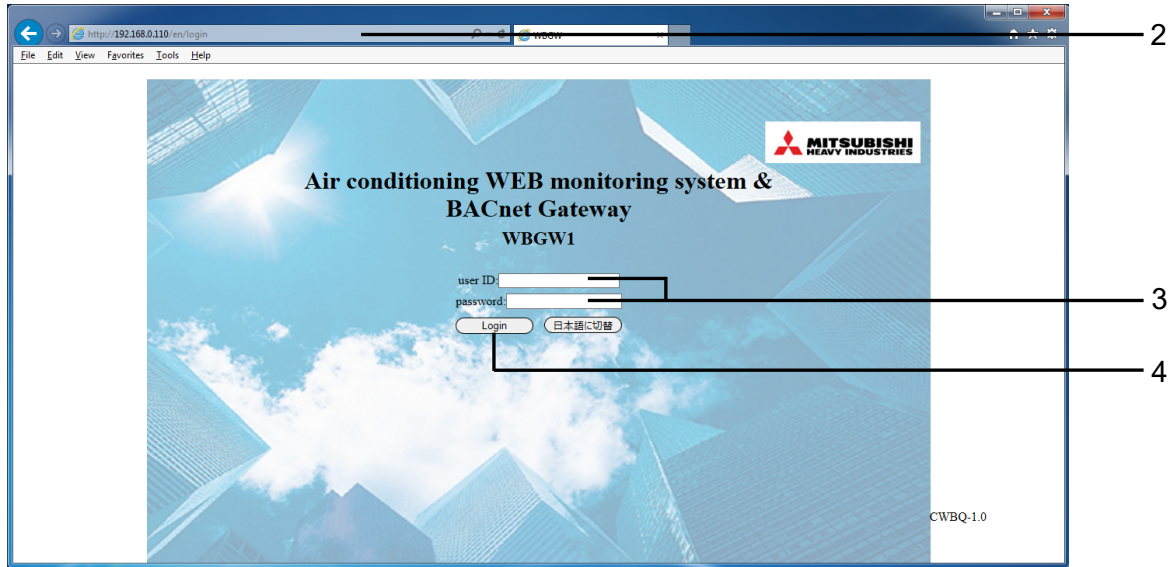 http://192.168.0.110/en/login
WBGW
2
File Edit View Favorites Tools Help
MITSUBISHI
HEAVY INDUSTRIES
Air conditioning WEB monitoring system &
BACnet Gateway
WBGW1
user ID:
password:
3
Login 日本語に切替
4
CWBQ-1.0